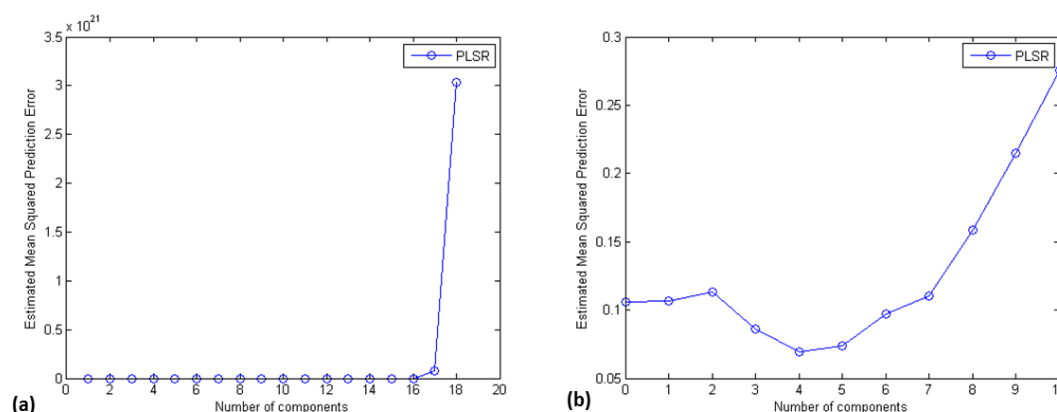 x 10^21
3.5
3
2.5
2
1.5
1
0.5
0
0 2 4 6 8 10 12 14 16 18 20
PLSR
Estimated Mean Squared Prediction Error
Number of components
(a)
0.3
0.25
0.2
0.15
0.1
0.05
0 1 2 3 4 5 6 7 8 9
PLSR
Estimated Mean Squared Prediction Error
Number of components
(b)